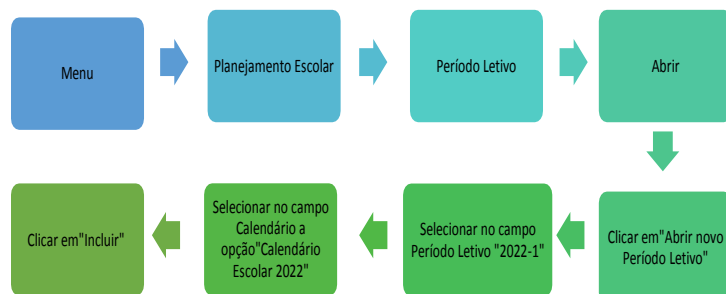 Menu
Planejamento Escolar
Período Letivo
Abrir
Clicar em"Abrir novo
Período Letivo"
Selecionar no campo
Período Letivo "2022-1"
Selecionar no campo
Calendário a
opção"Calendário
Escolar 2022"
Clicar em"Incluir"